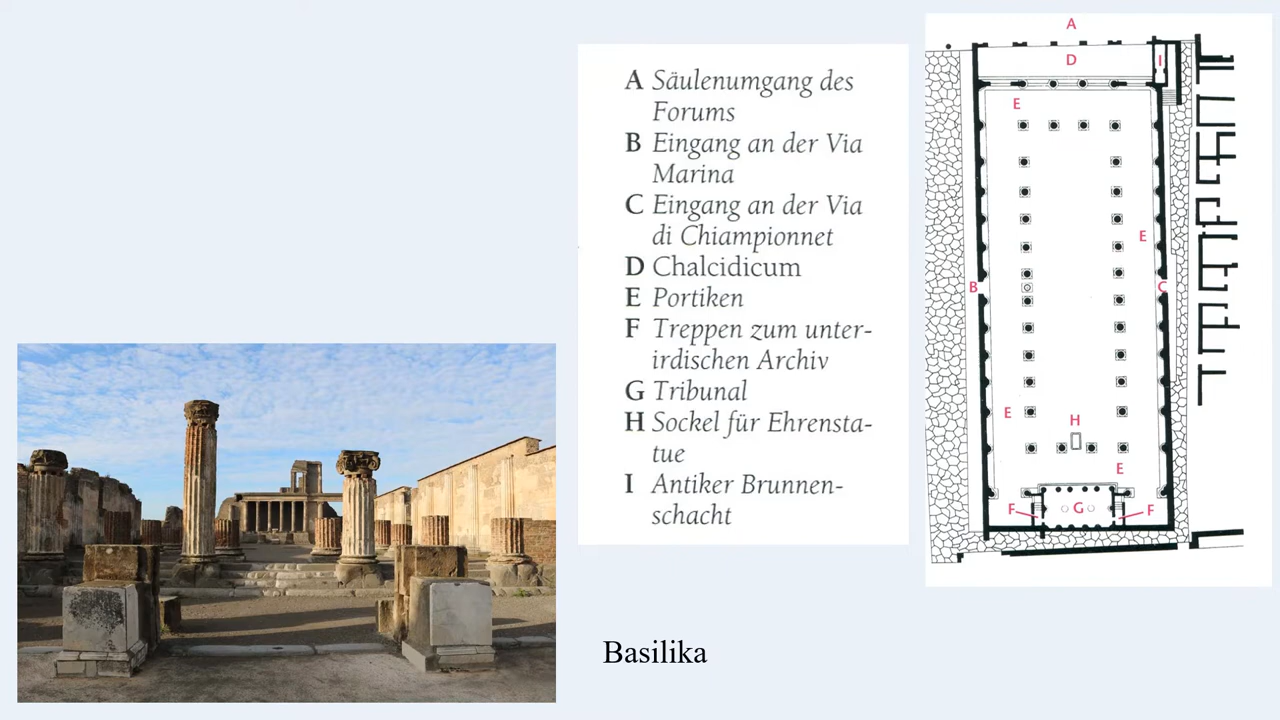 A Säulenumgang des
Forums
B Eingang an der Via
Marina
C Eingang an der Via
di Chiampionnet
D Chalcidicum
E Portiken
F Treppen zum unter-
irdischen Archiv
G Tribunal
H Sockel für Ehrensta-
tue
I Antiker Brunnen-
schacht
A
D
I
E
E
B
C
E
H
E
F
G
F
Basilika